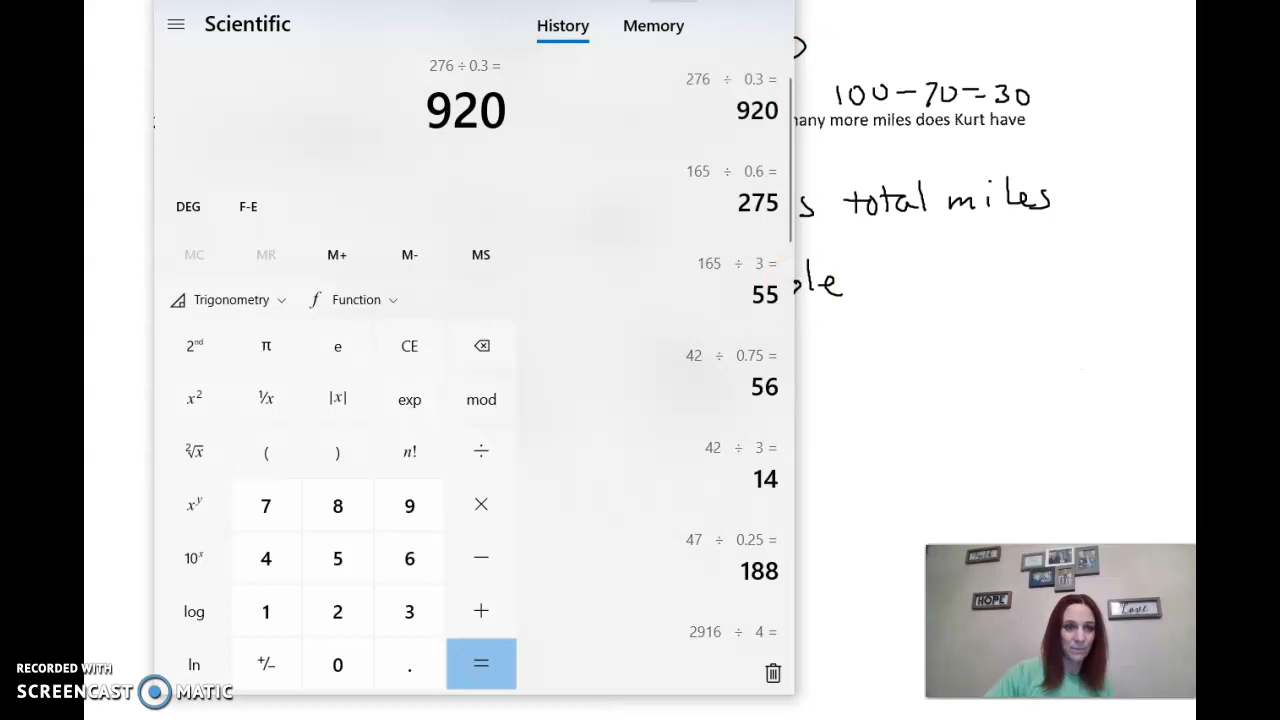 Scientific
History
Memory
276 ÷ 0.3 =
920
276 ÷ 0.3 =
920
165 ÷ 0.6 =
275
165 ÷ 3 =
55
42 ÷ 0.75 =
56
42 ÷ 3 =
14
47 ÷ 0.25 =
188
2916 ÷ 4 =
DEG
F-E
MC MR M+ M- MS
Trigonometry
f Function
2nd π e CE
x² ¹/x |x| exp mod
²√x ( ) n! ÷
xʸ 7 8 9 ×
10ˣ 4 5 6 −
log 1 2 3 +
ln +/− 0 . =
100 - 70 = 30
many more miles does Kurt have
s total miles
HOPE
Love
RECORDED WITH
SCREENCAST MATIC